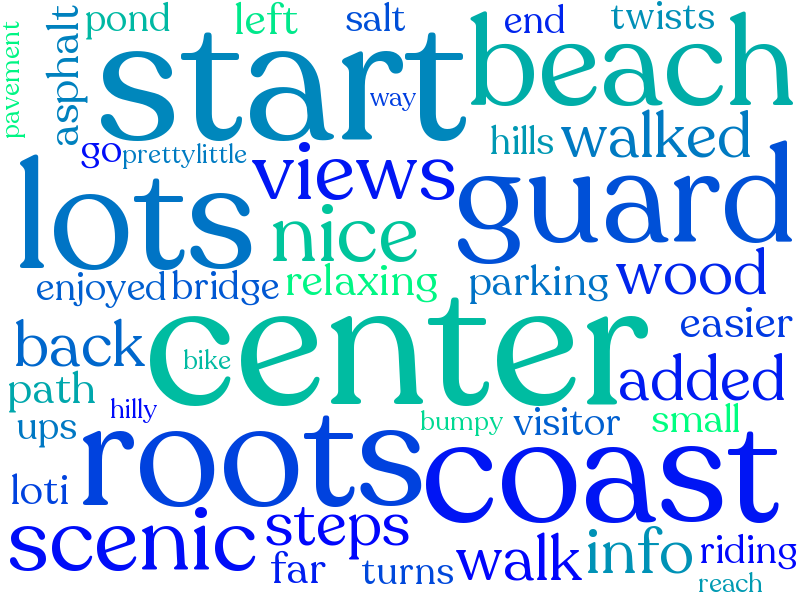 pavement
asphalt
pond
left
salt
end
twists
start
beach
way
go
prettylittle
views
hills
walked
lots
nice
guard
enjoyed
bridge
relaxing
parking
wood
back
center
easier
bike
added
path
hilly
ups
roots
bumpy
visitor
small
coast
loti
scenic
steps
far
turns
walk
info
riding
reach